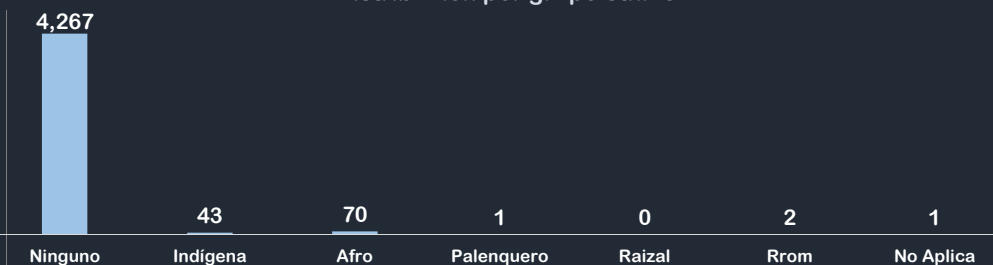 4,267
43
70
1
0
2
1
Ninguno
Indígena
Afro
Palenquero
Raizal
Rrom
No Aplica